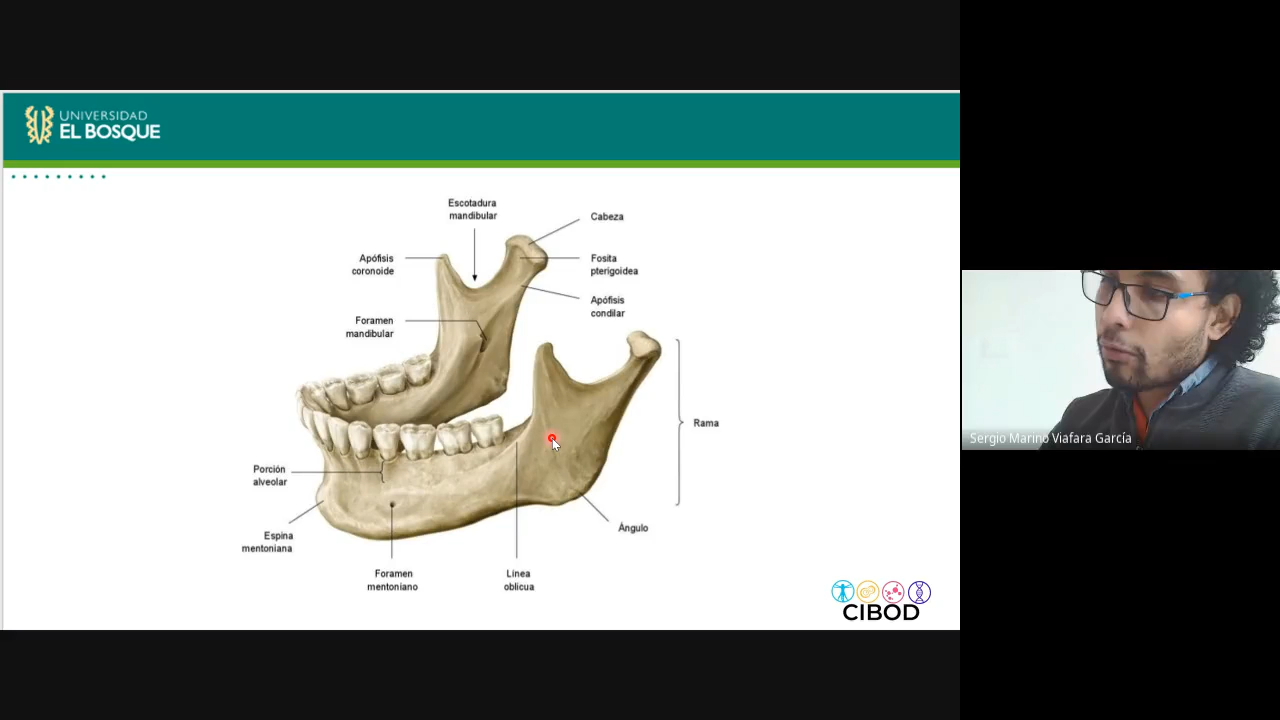 UNIVERSIDAD
EL BOSQUE
Escotadura
mandibular
Cabeza
Apófisis
coronoide
Fosita
pterigoidea
Apófisis
condilar
Foramen
mandibular
Rama
Porción
alveolar
Espina
mentoniana
Ángulo
Foramen
mentoniano
Línea
oblicua
CIBOD
Sergio Marino Viafara García